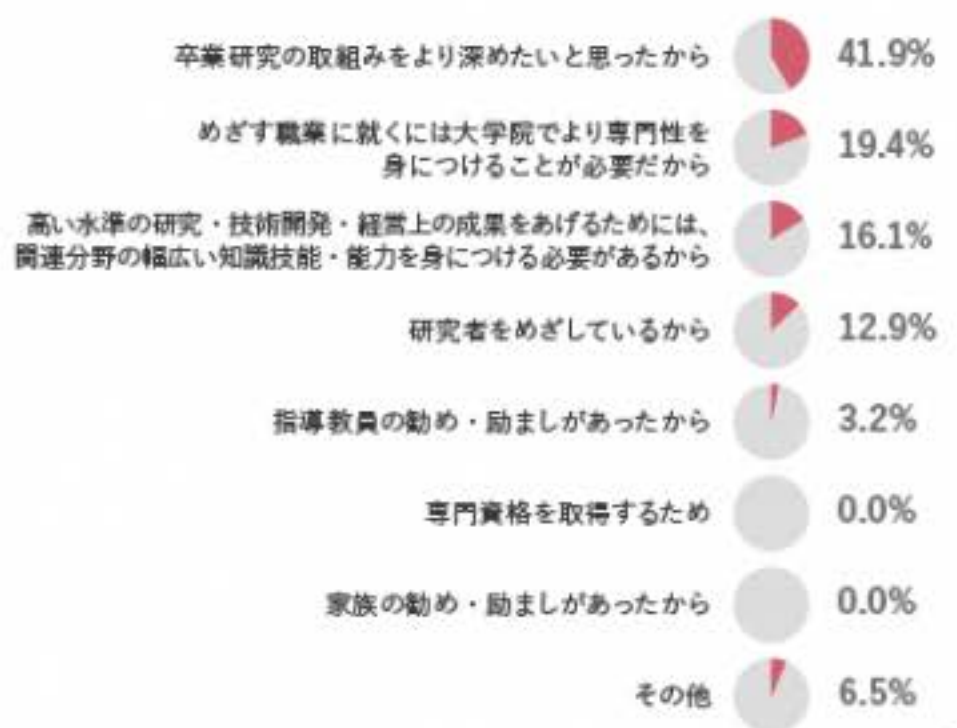 卒業研究の取組みをより深めたいと思ったから 41.9%
めざす職業に就くには大学院でより専門性を
身につけることが必要だから 19.4%
高い水準の研究・技術開発・経営上の成果をあげるためには、
関連分野の幅広い知識技能・能力を身につける必要があるから 16.1%
研究者をめざしているから 12.9%
指導教員の勧め・励ましがあったから 3.2%
専門資格を取得するため 0.0%
家族の勧め・励ましがあったから 0.0%
その他 6.5%